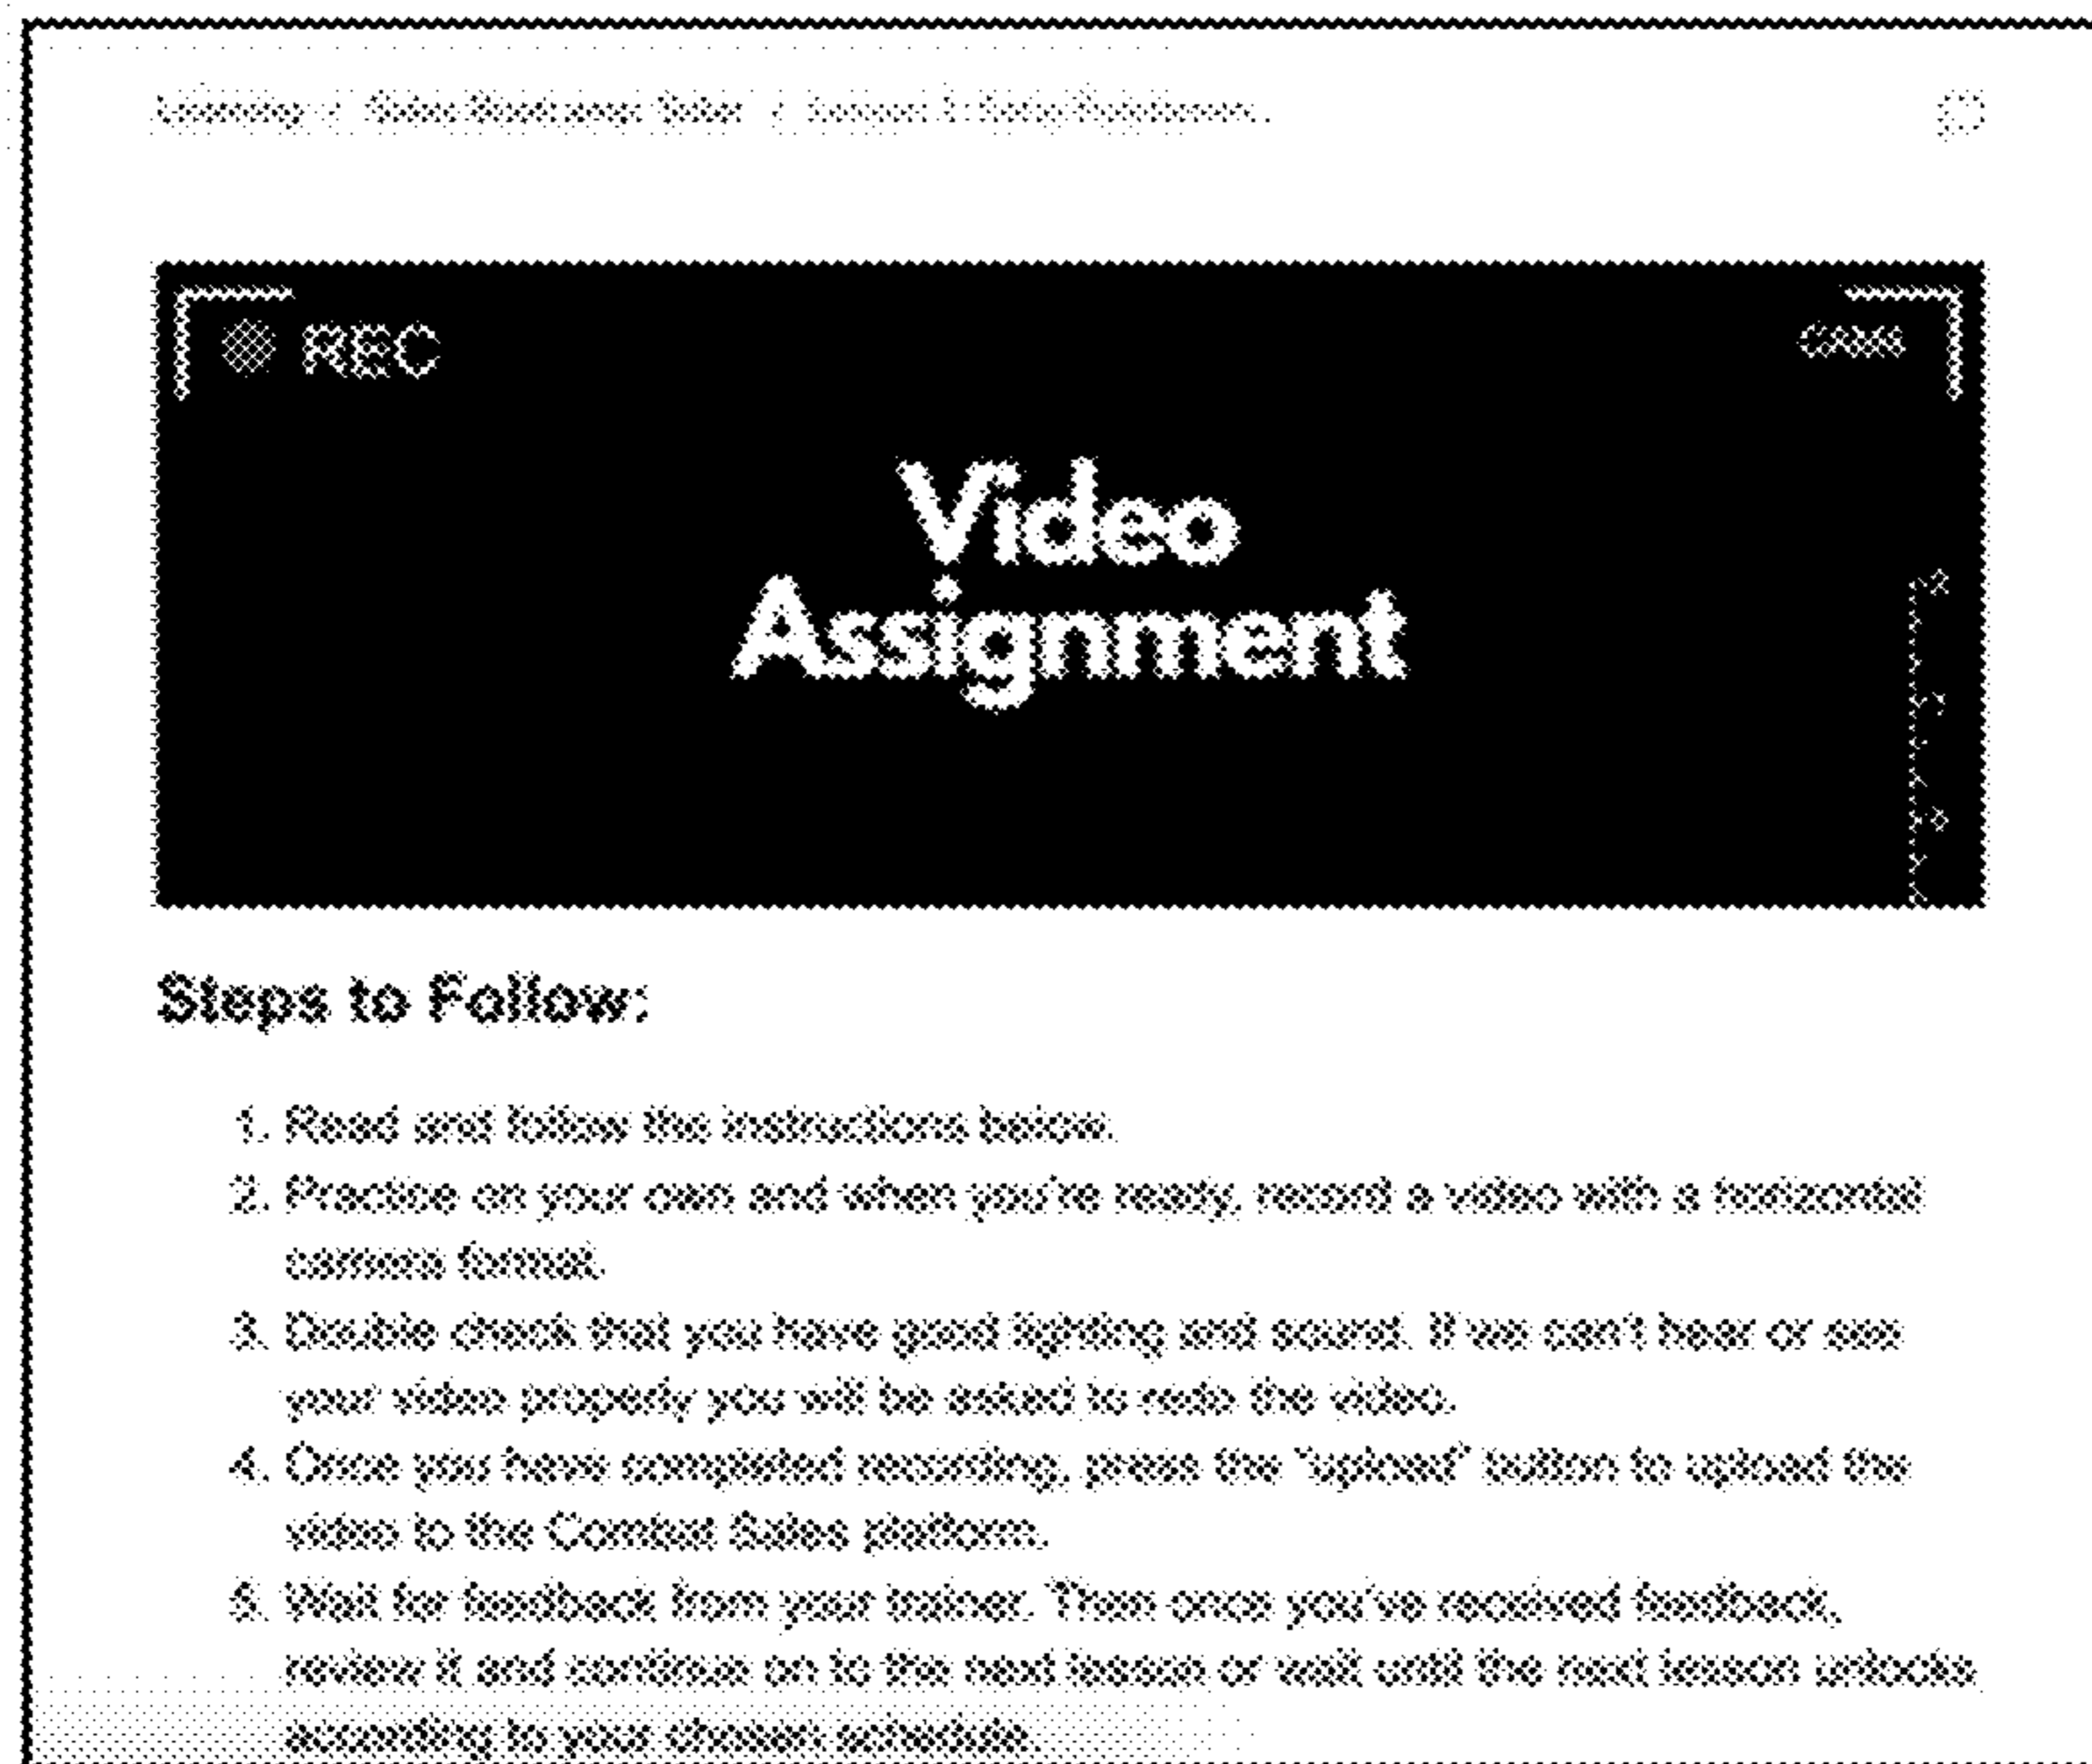 REC
Video
Assignment
Steps to Follow:
1. Read and follow the instructions below.
2. Practice on your own and when you're ready, record a video with a horizontal
camera format.
3. Double check that you have good lighting and sound. If we can't hear or see
your video properly you will be asked to redo the video.
4. Once you have completed recording, press the "upload" button to upload the
video to the Combat Sales platform.
5. Wait for feedback from your trainer. Then once you've received feedback,
review it and continue on to the next lesson or wait until the next lesson unlocks
according to your chosen schedule.